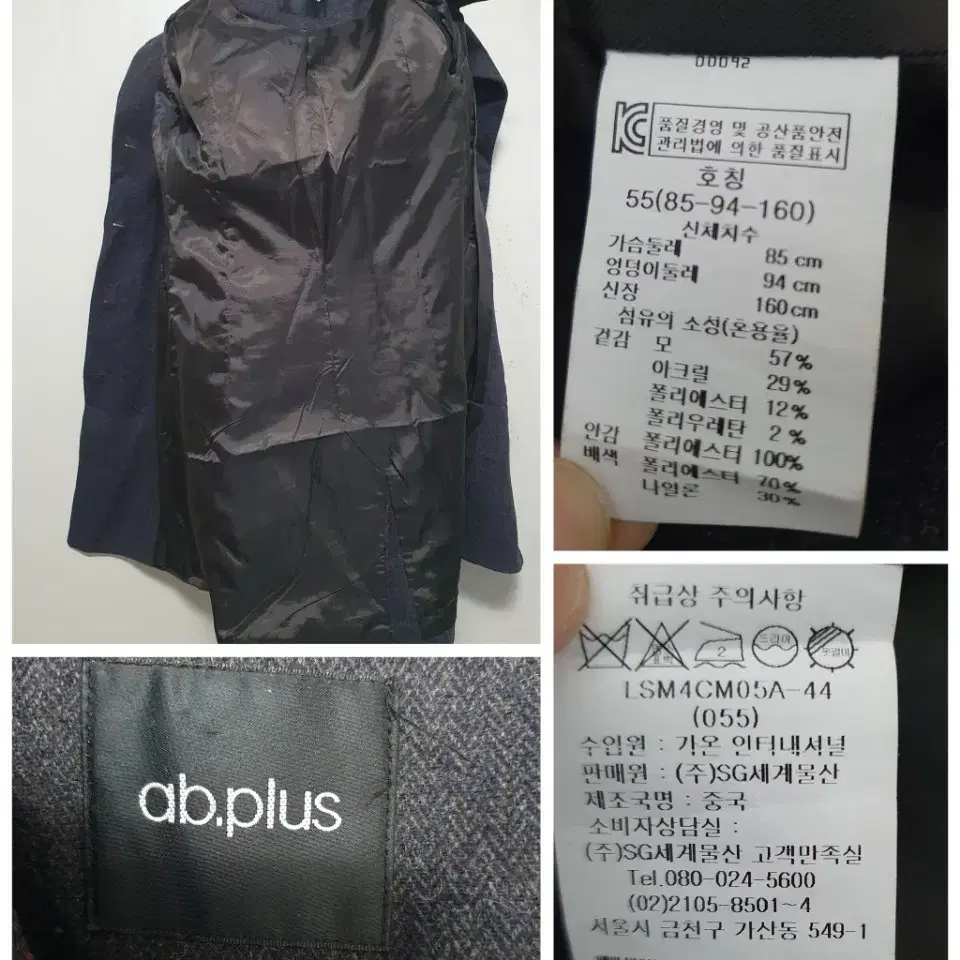 00092
품질경영 및 공산품안전
관리법에 의한 품질표시
호칭
55(85-94-160)
신체치수
가슴둘레 85 cm
엉덩이둘레 94 cm
신장 160 cm
섬유의 소성(혼용율)
겉감 모 57%
아크릴 29%
폴리에스터 12%
폴리우레탄 2%
안감 폴리에스터 100%
배색 폴리에스터 70%
나일론 30%
ab.plus
취급상 주의사항
2
드라이
LSM4CM05A-44
(055)
수입원 : 가온 인터내셔널
판매원 : (주)SG세계물산
제조국명 : 중국
소비자상담실 :
(주)SG세계물산 고객만족실
Tel.080-024-5600
(02)2105-8501~4
서울시 금천구 가산동 549-1